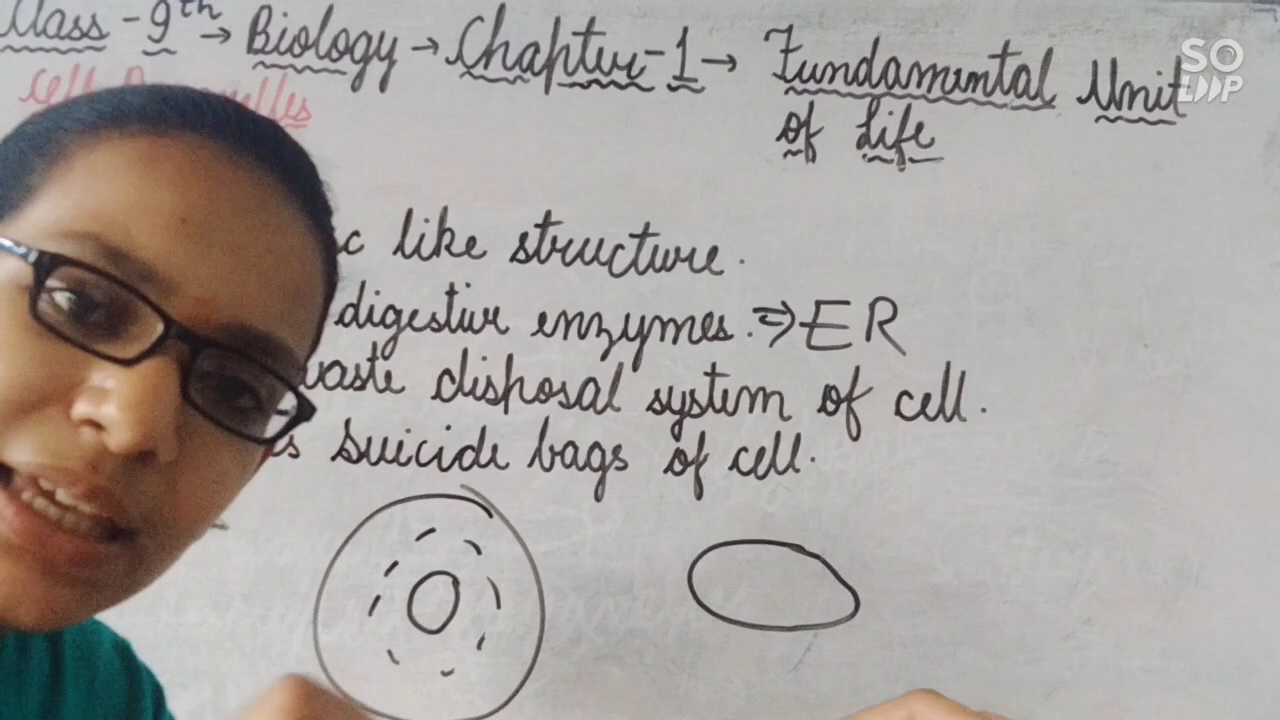 Class - 9th → Biology → Chapter - 1 → Fundamental Unit
of Life
SO
LOOP
like structure.
digestive enzymes. ⇒ ER
waste disposal system of cell.
suicide bags of cell.